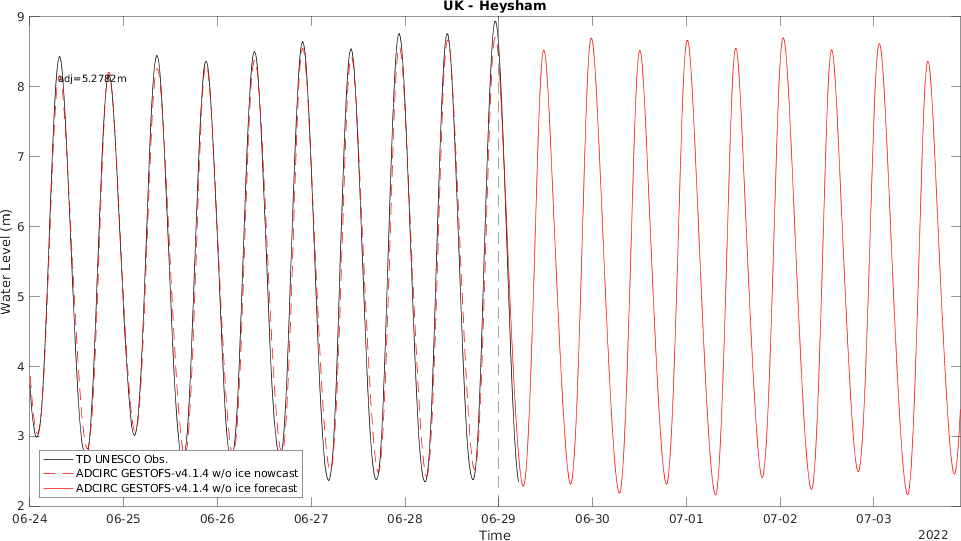 UK - Heysham
9
8
7
6
5
4
3
2
Water Level (m)
adj=5.2782m
TD UNESCO Obs.
ADCIRC GESTOFS-v4.1.4 w/o ice nowcast
ADCIRC GESTOFS-v4.1.4 w/o ice forecast
06-24 06-25 06-26 06-27 06-28 06-29 06-30 07-01 07-02 07-03
Time
2022